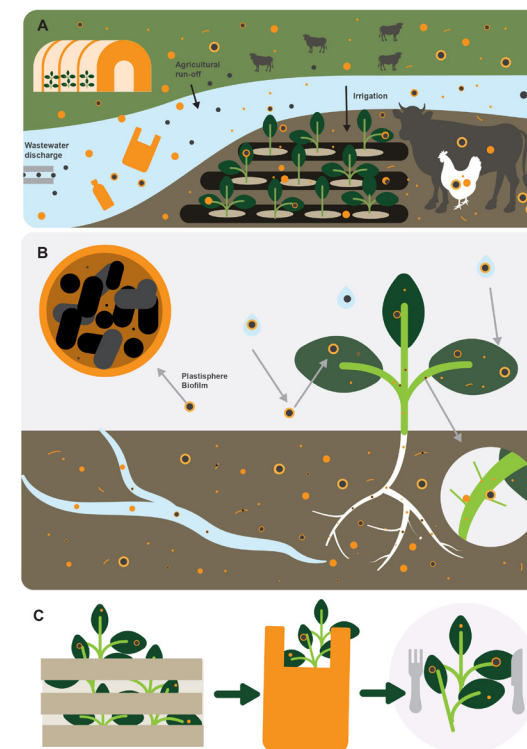 A
Agricultural
run-off
Irrigation
Wastewater
discharge
B
Plastisphere
Biofilm
C